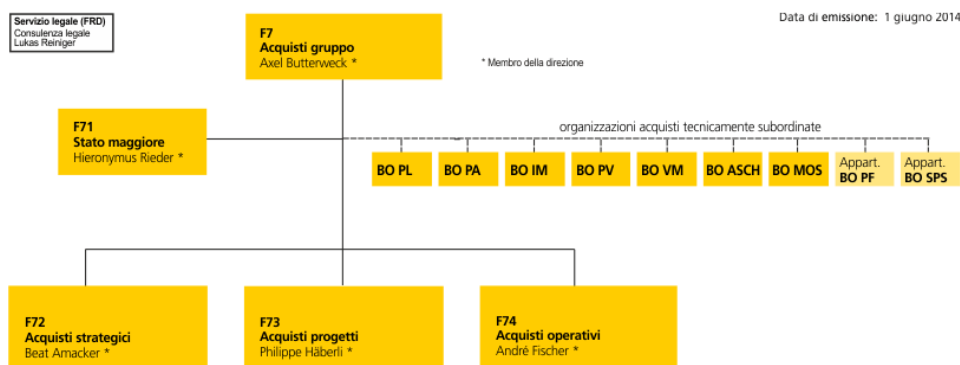 Servizio legale (FRD)
Consulenza legale
Lukas Reiniger
Data di emissione: 1 giugno 2014
F7
Acquisti gruppo
Axel Butterweck *
* Membro della direzione
F71
Stato maggiore
Hieronymus Rieder *
organizzazioni acquisti tecnicamente subordinate
BO PL
BO PA
BO IM
BO PV
BO VM
BO ASCH
BO MOS
Appart.
BO PF
Appart.
BO SPS
F72
Acquisti strategici
Beat Amacker *
F73
Acquisti progetti
Philippe Häberli *
F74
Acquisti operativi
André Fischer *